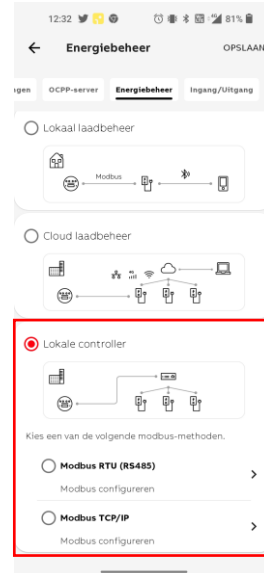 12:32
81%
Energiebeheer
OPSLAAN
gen
OCPP-server
Energiebeheer
Ingang/Uitgang
Lokaal laadbeheer
Modbus
Cloud laadbeheer
Lokale controller
Kies een van de volgende modbus-methoden.
Modbus RTU (RS485)
Modbus configureren
Modbus TCP/IP
Modbus configureren